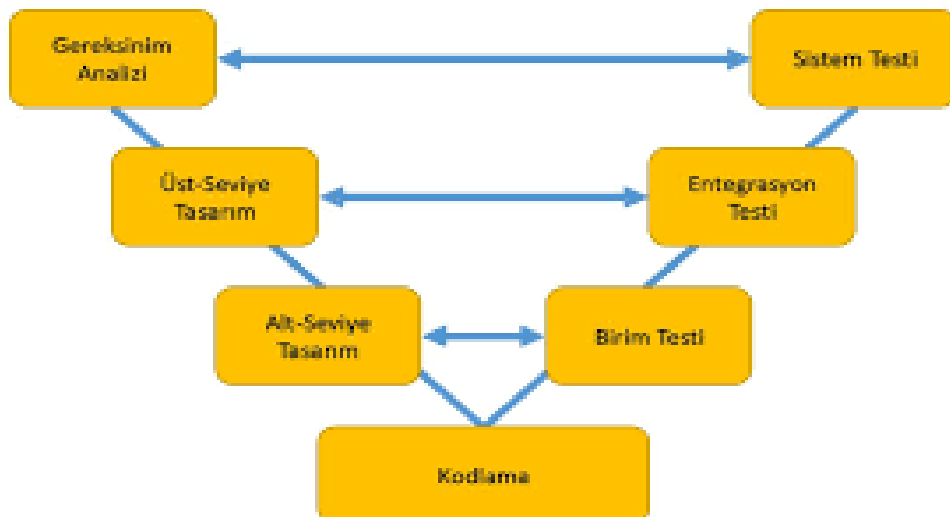 Gereksinim
Analizi
Sistem Testi
Üst-Seviye
Tasarım
Entegrasyon
Testi
Alt-Seviye
Tasarım
Birim Testi
Kodlama